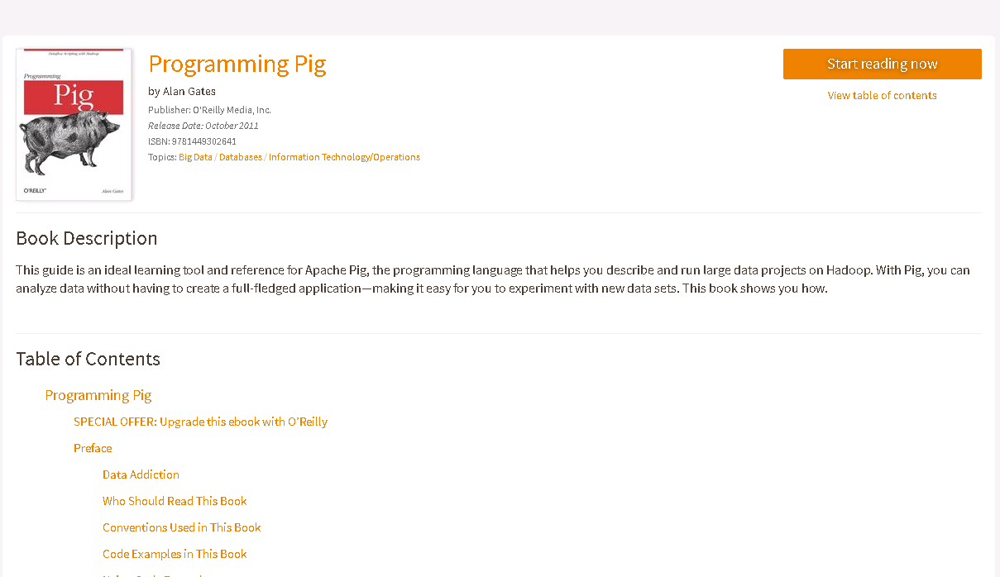 Dataflow Scripting with Hadoop
Programming
Pig
O'REILLY®
Alan Gates
Programming Pig
by Alan Gates
Publisher: O'Reilly Media, Inc.
Release Date: October 2011
ISBN: 9781449302641
Topics: Big Data / Databases / Information Technology/Operations
Start reading now
View table of contents
Book Description
This guide is an ideal learning tool and reference for Apache Pig, the programming language that helps you describe and run large data projects on Hadoop. With Pig, you can
analyze data without having to create a full-fledged application—making it easy for you to experiment with new data sets. This book shows you how.
Table of Contents
Programming Pig
SPECIAL OFFER: Upgrade this ebook with O’Reilly
Preface
Data Addiction
Who Should Read This Book
Conventions Used in This Book
Code Examples in This Book